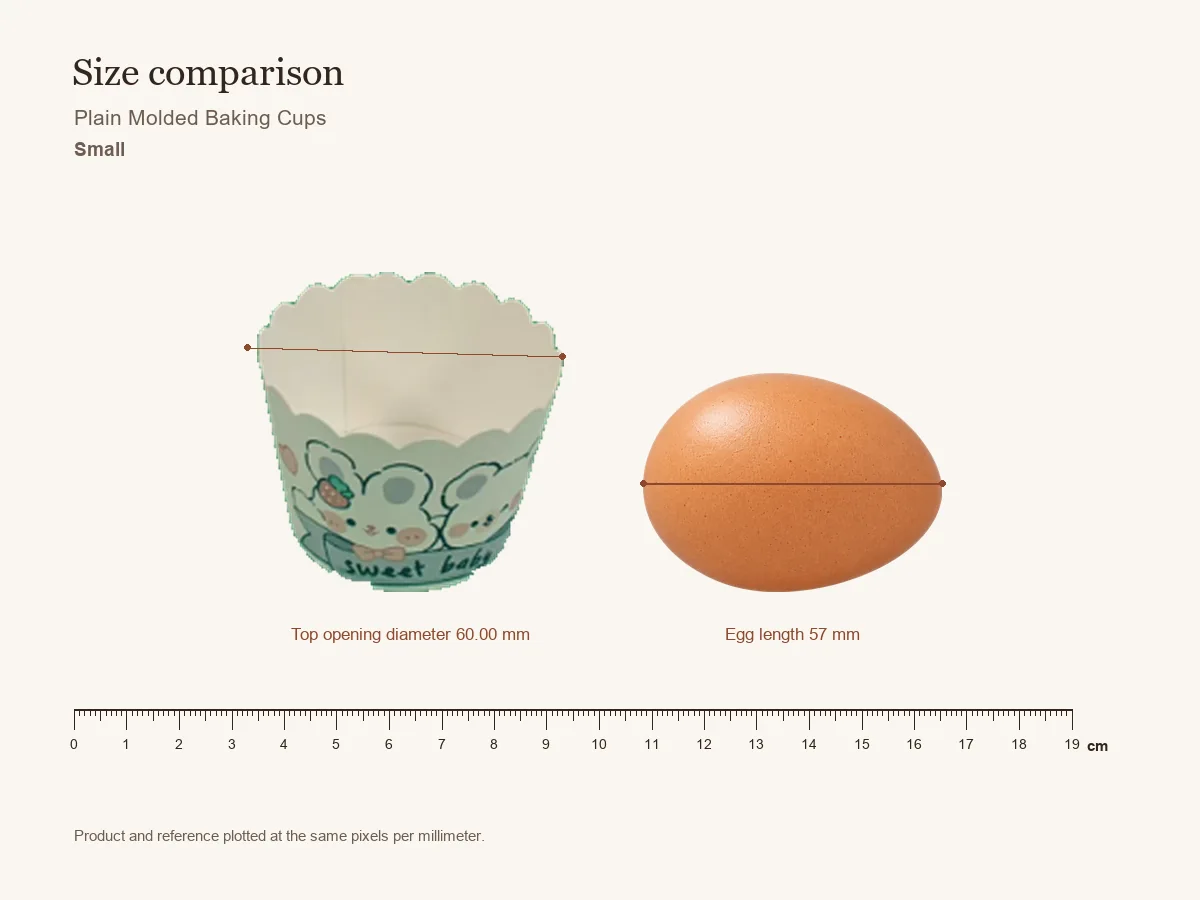 Size comparison
Plain Molded Baking Cups
Small
sweet baby
Top opening diameter 60.00 mm
Egg length 57 mm
0 1 2 3 4 5 6 7 8 9 10 11 12 13 14 15 16 17 18 19 cm
Product and reference plotted at the same pixels per millimeter.